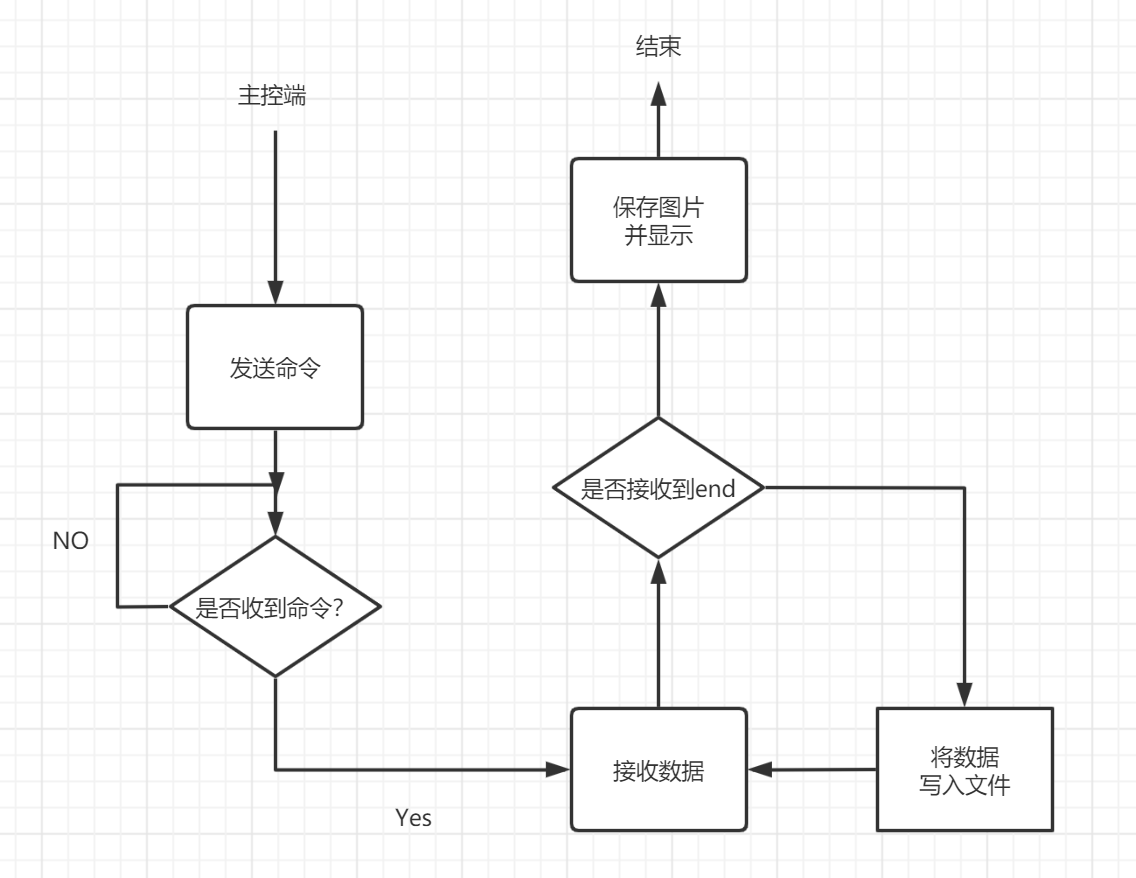 主控端
发送命令
NO
是否收到命令？
Yes
接收数据
将数据
写入文件
是否接收到end
保存图片
并显示
结束